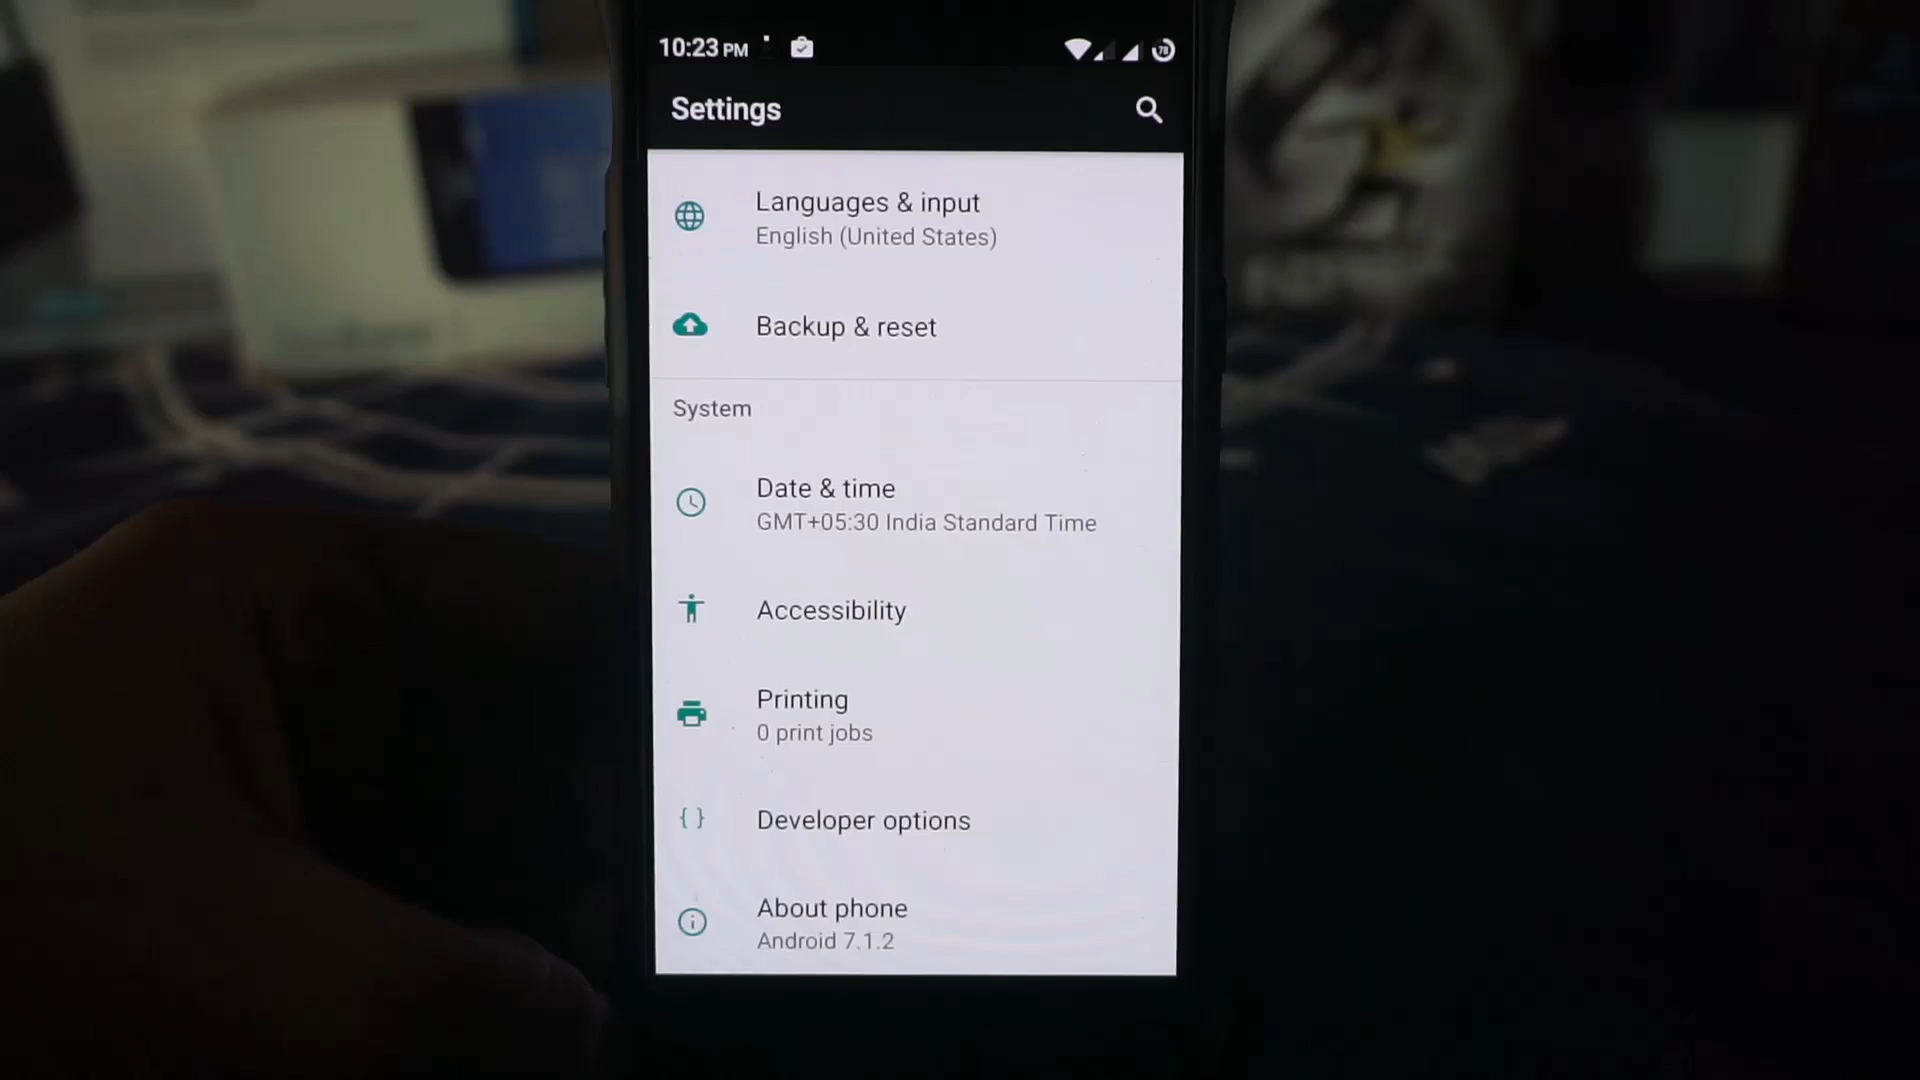 10:23 PM
78
Settings
Languages & input
English (United States)
Backup & reset
System
Date & time
GMT+05:30 India Standard Time
Accessibility
Printing
0 print jobs
Developer options
About phone
Android 7.1.2